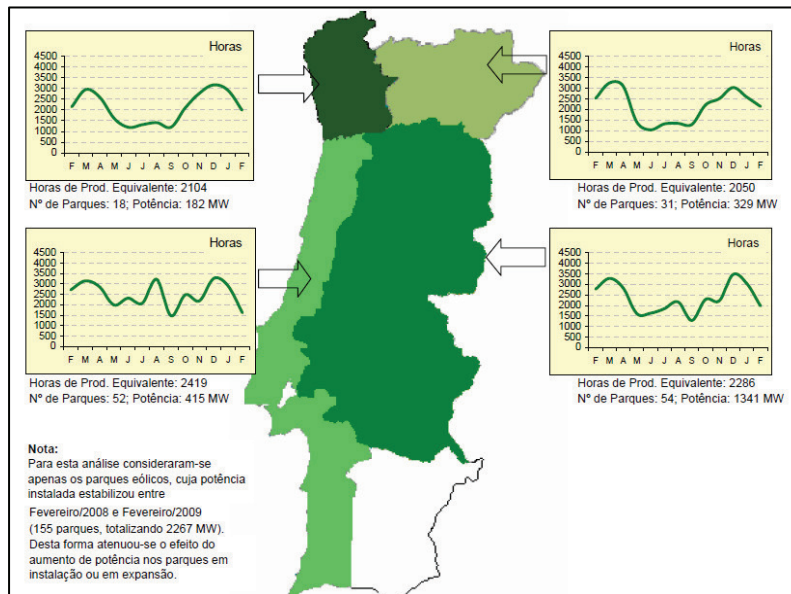 Horas
4500
4000
3500
3000
2500
2000
1500
1000
500
0
F M A M J J A S O N D J F
Horas de Prod. Equivalente: 2104
Nº de Parques: 18; Potência: 182 MW
Horas
4500
4000
3500
3000
2500
2000
1500
1000
500
0
F M A M J J A S O N D J F
Horas de Prod. Equivalente: 2050
Nº de Parques: 31; Potência: 329 MW
Horas
4500
4000
3500
3000
2500
2000
1500
1000
500
0
F M A M J J A S O N D J F
Horas de Prod. Equivalente: 2419
Nº de Parques: 52; Potência: 415 MW
Horas
4500
4000
3500
3000
2500
2000
1500
1000
500
0
F M A M J J A S O N D J F
Horas de Prod. Equivalente: 2286
Nº de Parques: 54; Potência: 1341 MW
Nota:
Para esta análise consideraram-se
apenas os parques eólicos, cuja potência
instalada estabilizou entre
Fevereiro/2008 e Fevereiro/2009
(155 parques, totalizando 2267 MW).
Desta forma atenuou-se o efeito do
aumento de potência nos parques em
instalação ou em expansão.